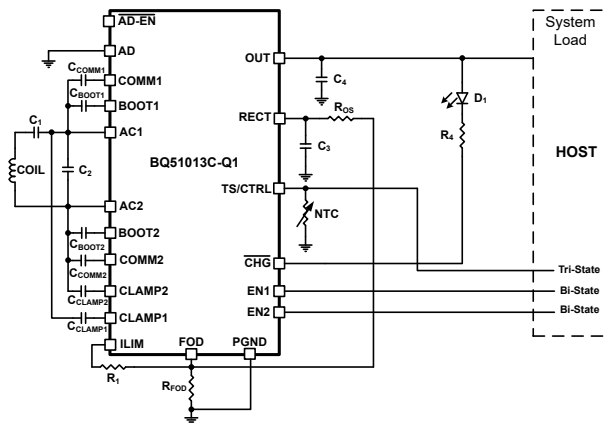 AD-EN
AD
COMM1
BOOT1
AC1
AC2
BOOT2
COMM2
CLAMP2
CLAMP1
ILIM
FOD
PGND
BQ51013C-Q1
OUT
RECT
TS/CTRL
CHG
EN1
EN2
CCOMM1
CBOOT1
C1
COIL
C2
CBOOT2
CCOMM2
CCLAMP2
CCLAMP1
R1
RFOD
C4
ROS
C3
NTC
D1
R4
System
Load
HOST
Tri-State
Bi-State
Bi-State